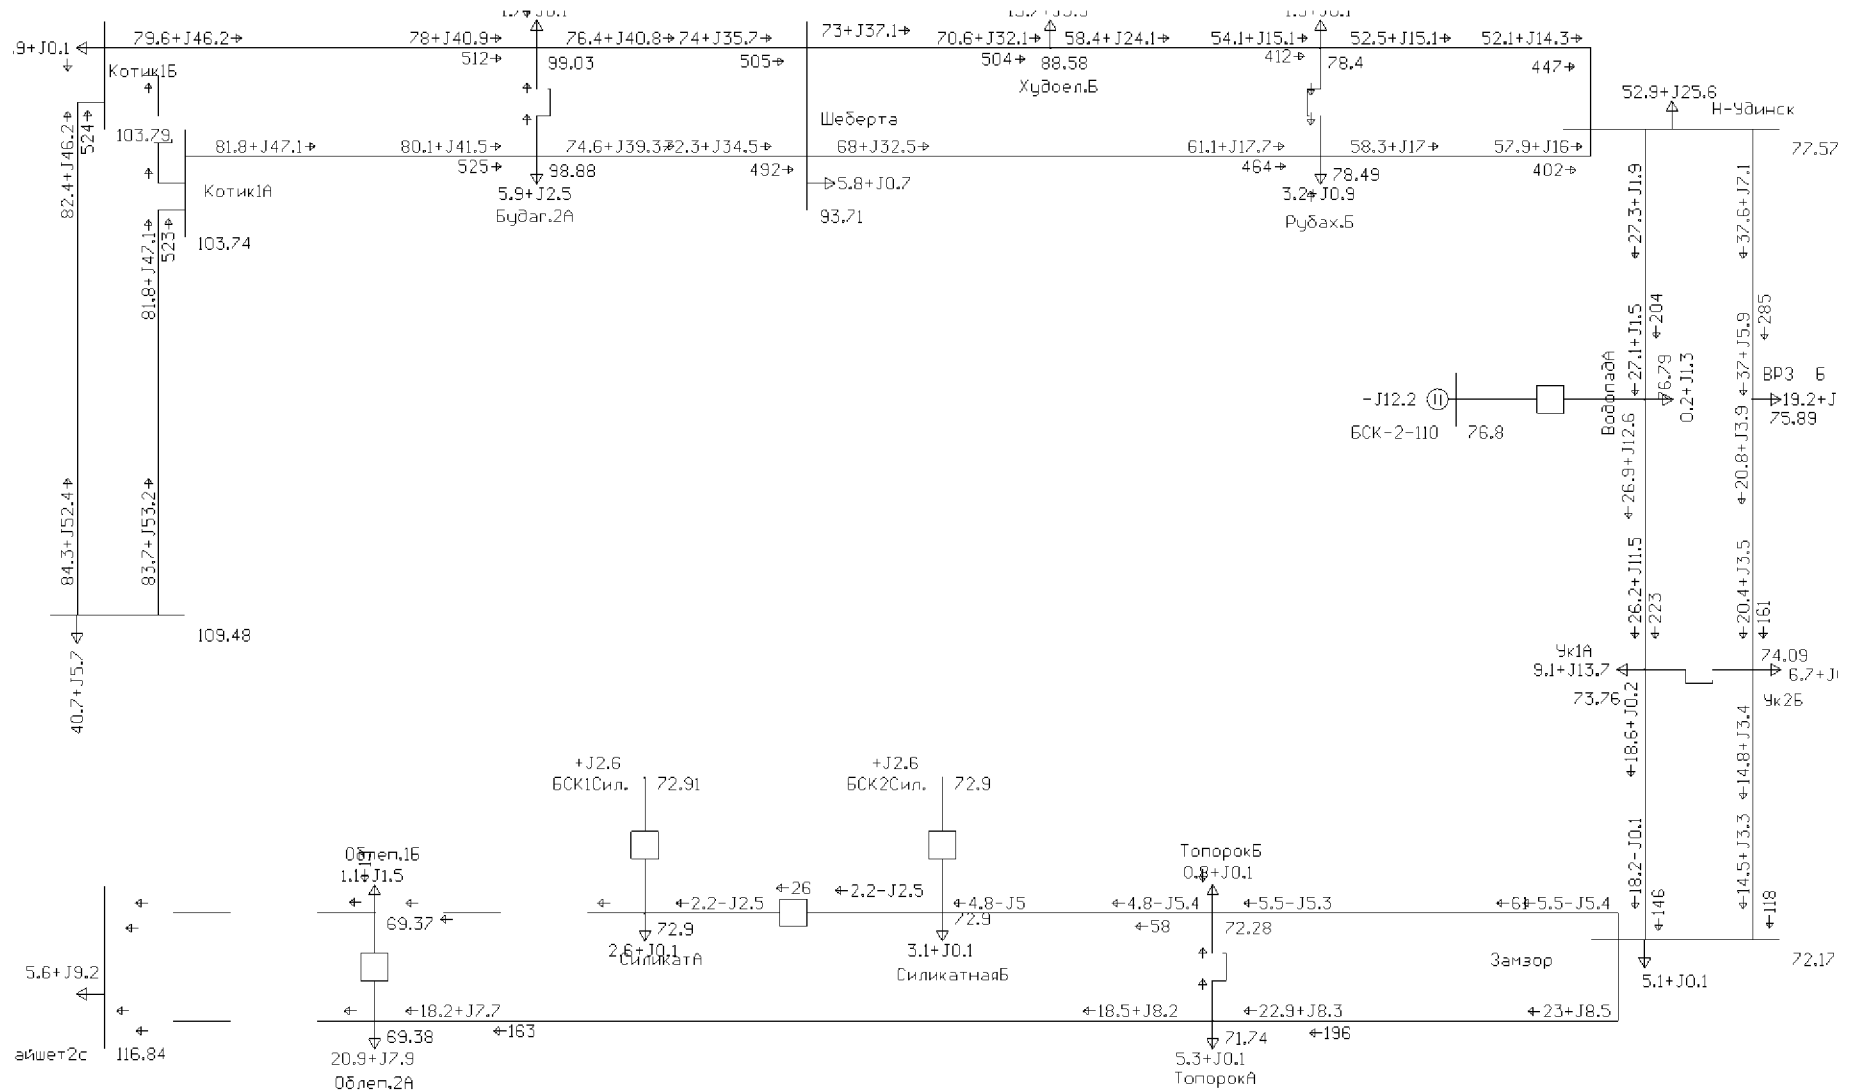 .9+J0.1
79.6+J46.2
78+J40.9
76.4+J40.8
74+J35.7
73+J37.1
70.6+J32.1
58.4+J24.1
54.1+J15.1
52.5+J15.1
52.1+J14.3
512
99.03
505
504
88.58
412
78.4
447
Котик1Б
Худоел.Б
82.4+J46.2
524
103.79
52.9+J25.6
Н-Удинск
Шеберта
81.8+J47.1
80.1+J41.5
74.6+J39.3
72.3+J34.5
68+J32.5
61.1+J17.7
58.3+J17
57.9+J16
77.57
525
98.88
492
464
78.49
402
Котик1А
5.9+J2.5
5.8+J0.7
3.2+J0.9
Будаг.2А
93.71
Рубах.Б
103.74
81.8+J47.1
523
27.3+J1.9
37.6+J7.1
204
285
27.1+J1.5
37+J5.9
ВодопадА
76.79
0.2+J1.3
ВРЗ Б
19.2+J
75.89
-J12.2
БСК-2-110
76.8
26.9+J12.6
20.8+J3.9
84.3+J52.4
83.7+J53.2
26.2+J11.5
223
20.4+J3.5
161
109.48
40.7+J5.7
Ук1А
9.1+J13.7
73.76
74.09
Ук2Б
18.6+J0.2
14.8+J3.4
+J2.6
БСК1Сил.
72.91
+J2.6
БСК2Сил.
72.9
18.2-J0.1
146
14.5+J3.3
118
Облеп.1Б
1.1+J1.5
69.37
ТопорокБ
0.8+J0.1
2.2-J2.5
26
2.2-J2.5
4.8-J5
4.8-J5.4
5.5-J5.3
61
5.5-J5.4
72.9
72.9
58
72.28
2.6+J0.1
СиликатА
3.1+J0.1
СиликатнаяБ
Замзор
72.17
5.1+J0.1
5.6+J9.2
18.2+J7.7
163
18.5+J8.2
22.9+J8.3
196
23+J8.5
айшет2с
116.84
69.38
20.9+J7.9
Облеп.2А
71.74
5.3+J0.1
ТопорокА